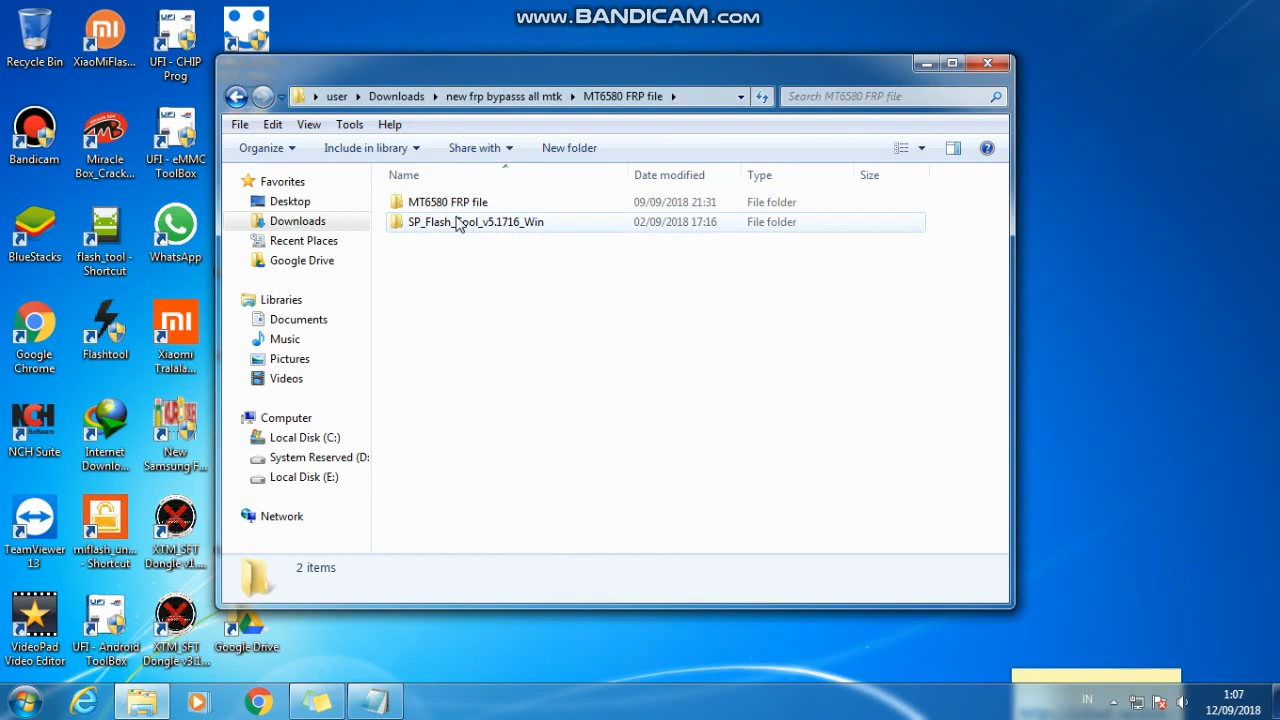 www.BANDICAM.com
Recycle Bin
XiaoMiFlas...
UFI - CHIP
Prog
Bandicam
Miracle
Box_Crack...
UFI - eMMC
ToolBox
BlueStacks
flash_tool -
Shortcut
WhatsApp
Google
Chrome
Flashtool
Xiaomi
Tralala...
NCH Suite
Internet
Downlo...
New
Samsung F...
TeamViewer
13
miflash_un...
- Shortcut
XTM_SFT
Dongle v1....
VideoPad
Video Editor
UFI - Android
ToolBox
XTM_SFT
Dongle v3.1...
Google Drive
user
Downloads
new frp bypasss all mtk
MT6580 FRP file
Search MT6580 FRP file
File
Edit
View
Tools
Help
Organize
Include in library
Share with
New folder
Favorites
Desktop
Downloads
Recent Places
Google Drive
Libraries
Documents
Music
Pictures
Videos
Computer
Local Disk (C:)
System Reserved (D:
Local Disk (E:)
Network
Name
Date modified
Type
Size
MT6580 FRP file
09/09/2018 21:31
File folder
SP_Flash_Tool_v5.1716_Win
02/09/2018 17:16
File folder
2 items
IN
1:07
12/09/2018